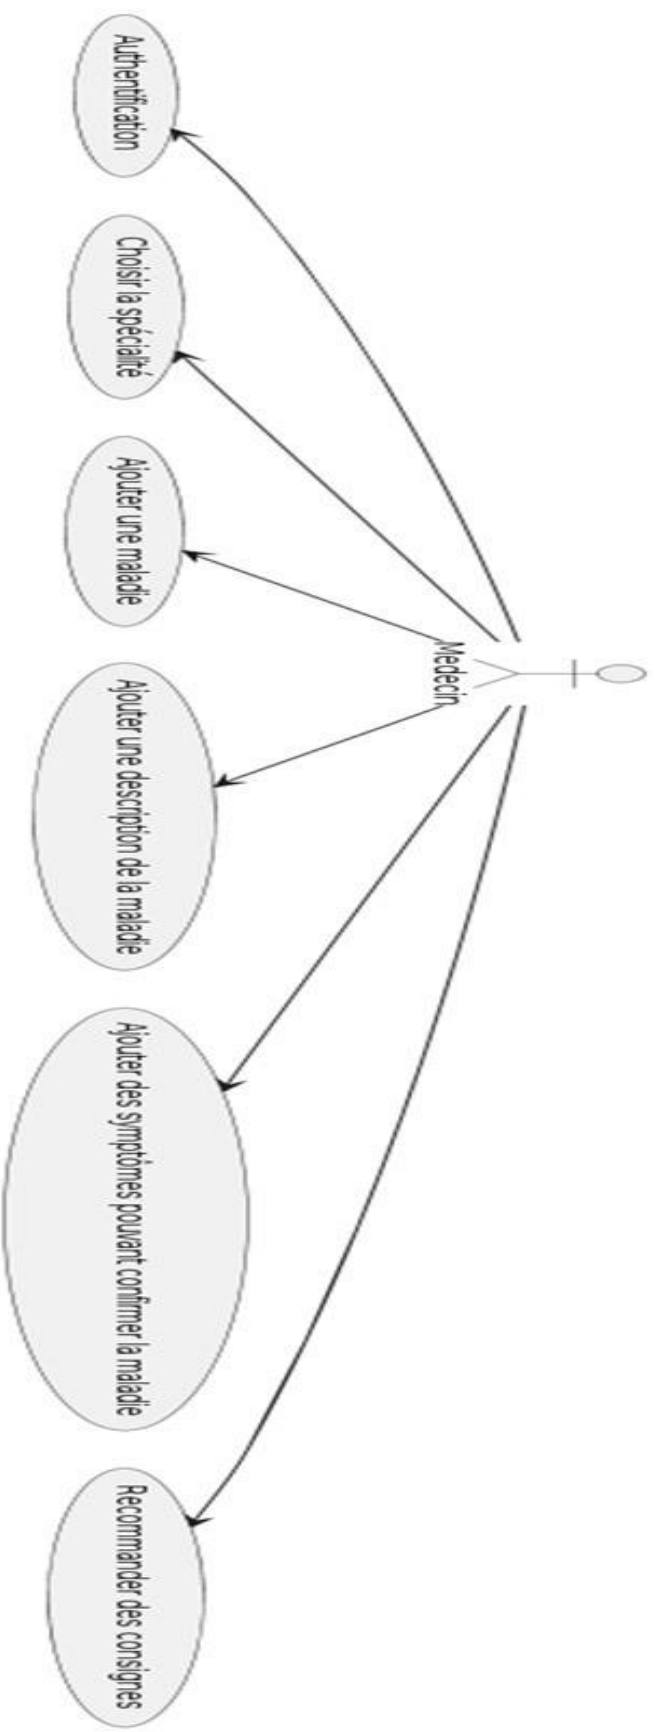 Medecin
Authentification
Choisir la spécialité
Ajouter une maladie
Ajouter une description de la maladie
Ajouter des symptômes pouvant confirmer la maladie
Recommander des consignes